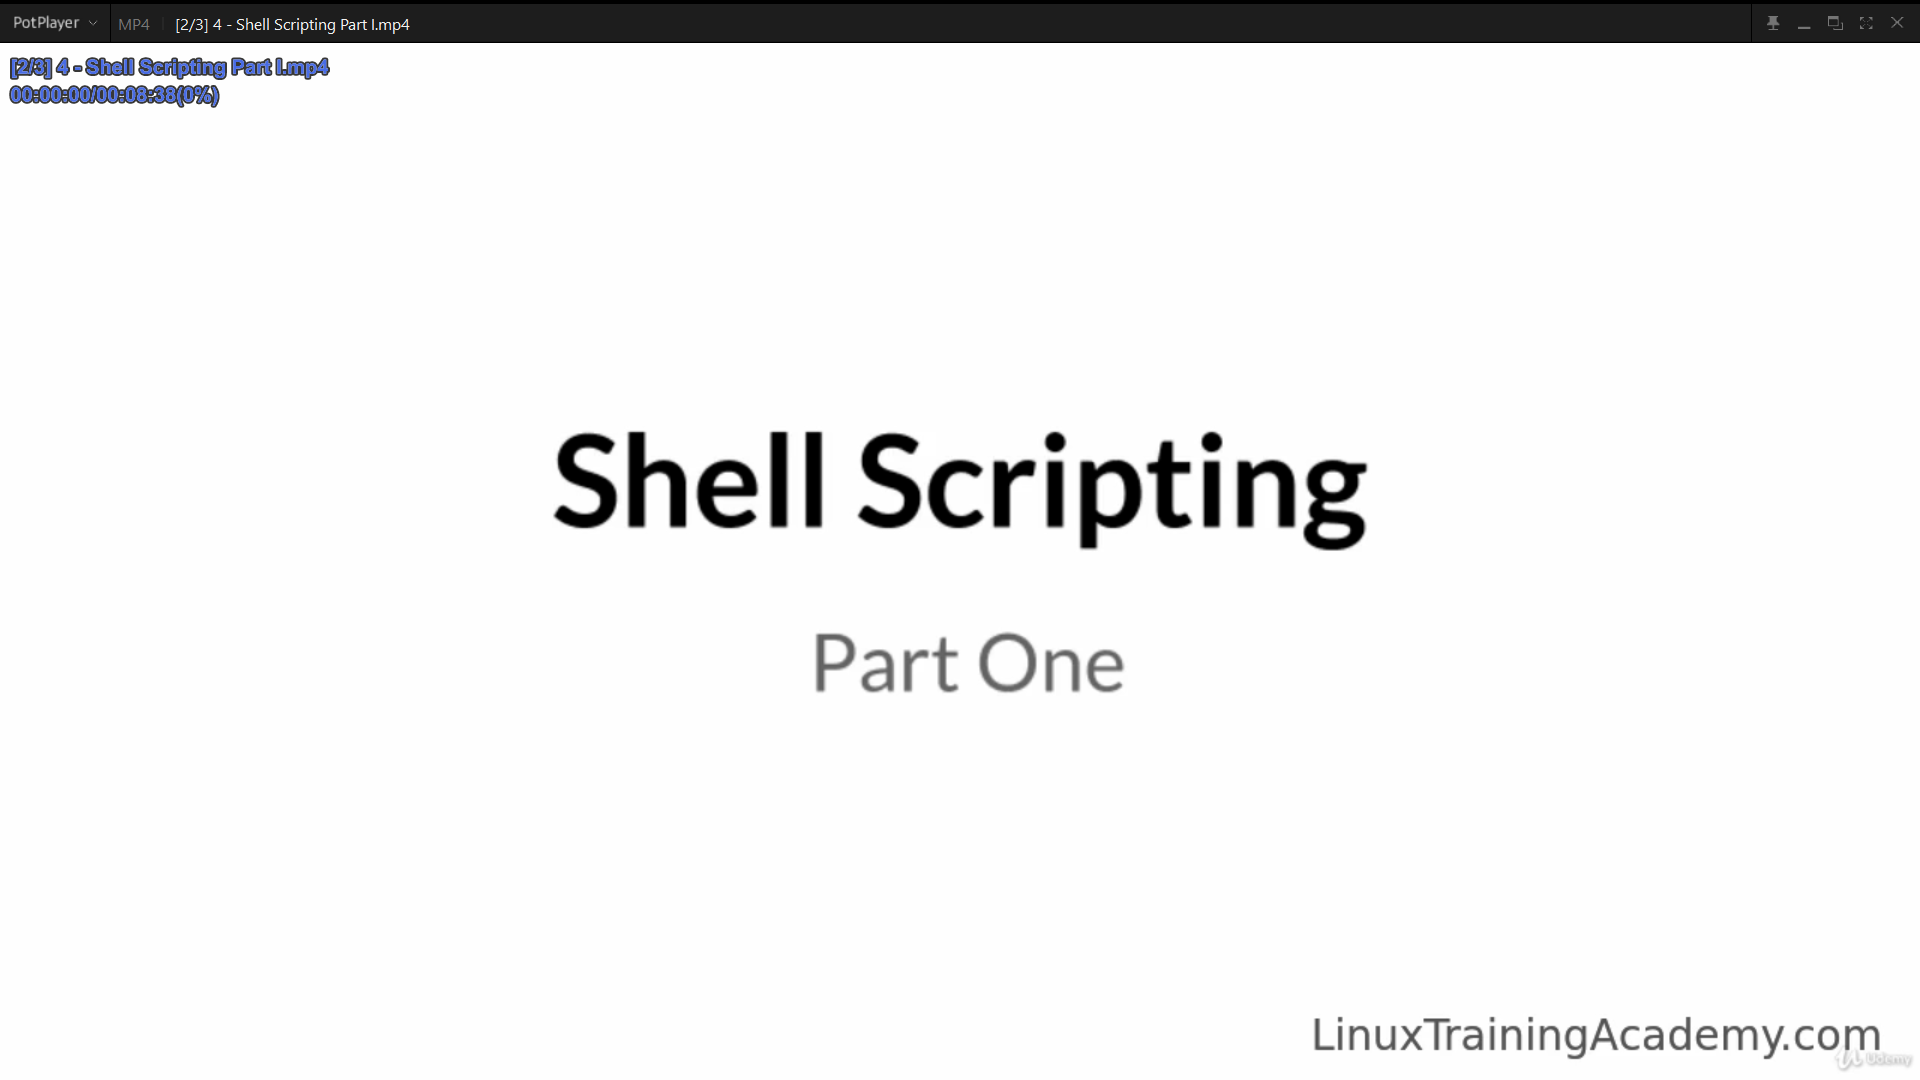 PotPlayer MP4 [2/3] 4 - Shell Scripting Part I.mp4
[2/3] 4 - Shell Scripting Part I.mp4
00:00:00/00:08:38(0%)
Shell Scripting
Part One
LinuxTrainingAcademy.com
Udemy